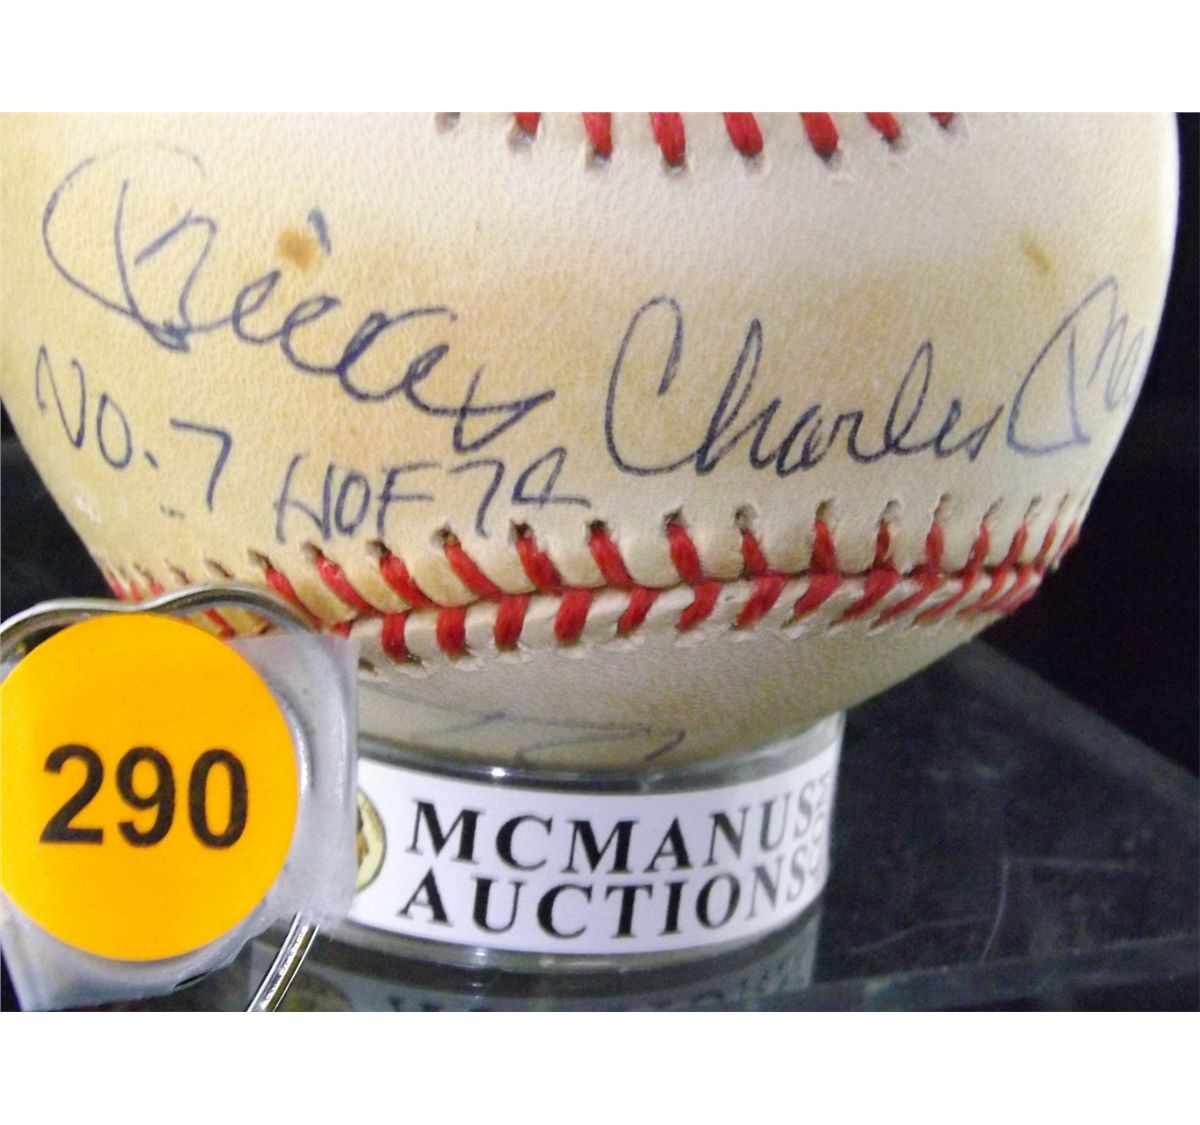 Mickey Charles
NO. 7 HOF 74
290
MCMANUS
AUCTIONS